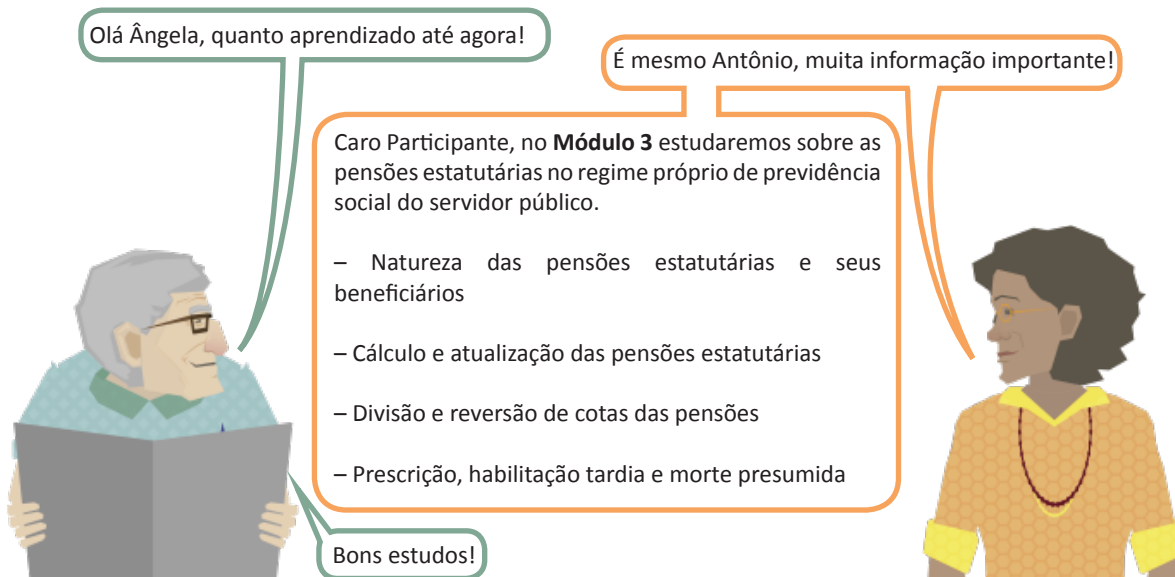 Olá Ângela, quanto aprendizado até agora!
É mesmo Antônio, muita informação importante!
Caro Participante, no Módulo 3 estudaremos sobre as
pensões estatutárias no regime próprio de previdência
social do servidor público.
– Natureza das pensões estatutárias e seus
beneficiários
– Cálculo e atualização das pensões estatutárias
– Divisão e reversão de cotas das pensões
– Prescrição, habilitação tardia e morte presumida
Bons estudos!